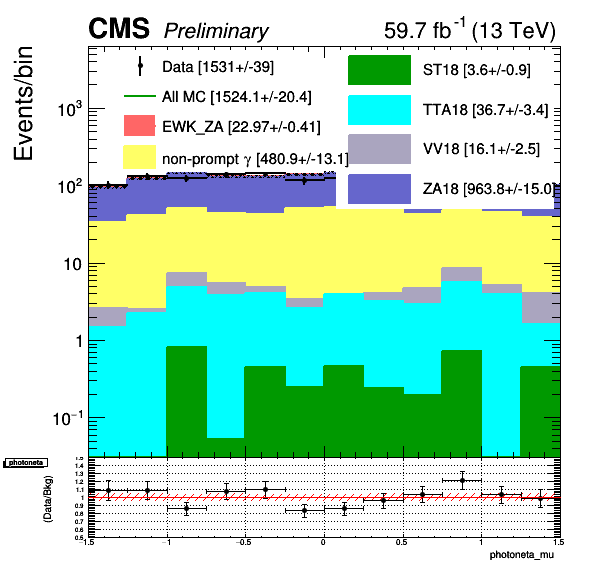 CMS Preliminary 59.7 fb⁻¹ (13 TeV)
Events/bin
Data [1531+/-39]
All MC [1524.1+/-20.4]
EWK_ZA [22.97+/-0.41]
non-prompt γ [480.9+/-13.1]
ST18 [3.6+/-0.9]
TTA18 [36.7+/-3.4]
VV18 [16.1+/-2.5]
ZA18 [963.8+/-15.0]
10³
10²
10
1
10⁻¹
photoneta
(Data/Bkg)
1.5
1.4
1.3
1.2
1.1
1
0.9
0.8
0.7
0.6
0.5
1.5 −1 −0.5 0 0.5 1 1.5
photoneta_mu